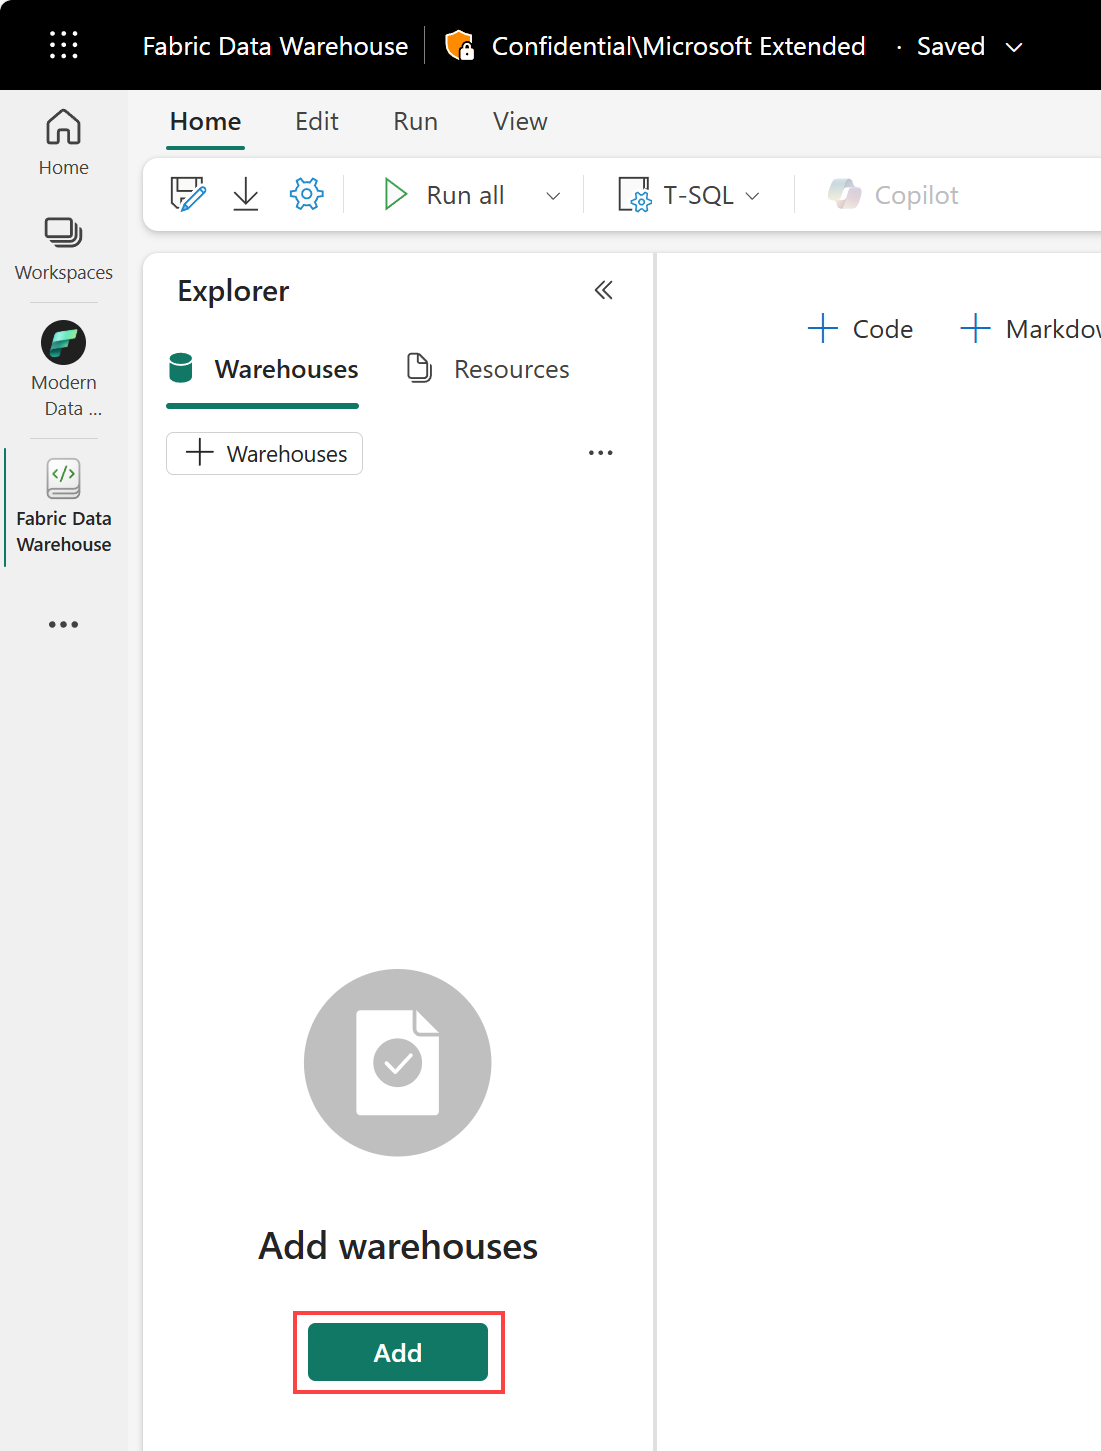 Fabric Data Warehouse
Confidential\Microsoft Extended · Saved
Home Edit Run View
Run all T-SQL Copilot
Home
Workspaces
Modern
Data ...
Fabric Data
Warehouse
Explorer
Warehouses Resources
Warehouses
Code Markdow
Add warehouses
Add